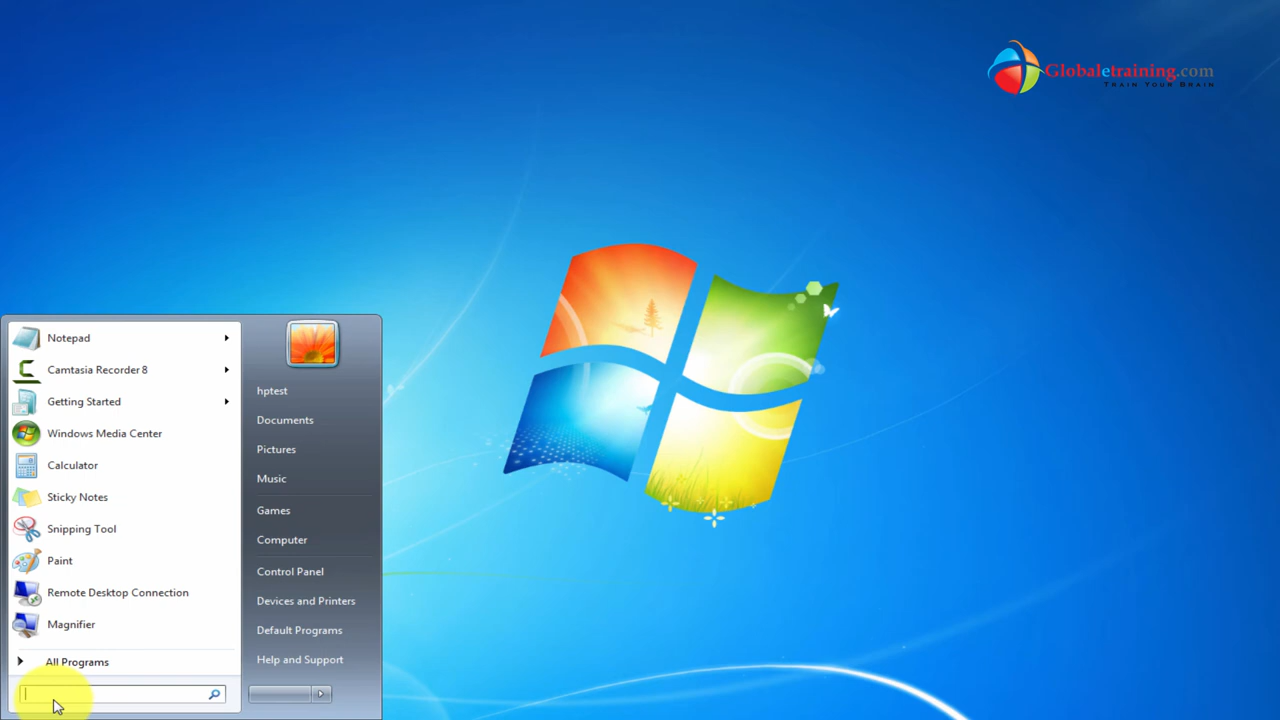 Globaletraining.com
TRAIN YOUR BRAIN
Notepad
Camtasia Recorder 8
Getting Started
Windows Media Center
Calculator
Sticky Notes
Snipping Tool
Paint
Remote Desktop Connection
Magnifier
All Programs
hptest
Documents
Pictures
Music
Games
Computer
Control Panel
Devices and Printers
Default Programs
Help and Support